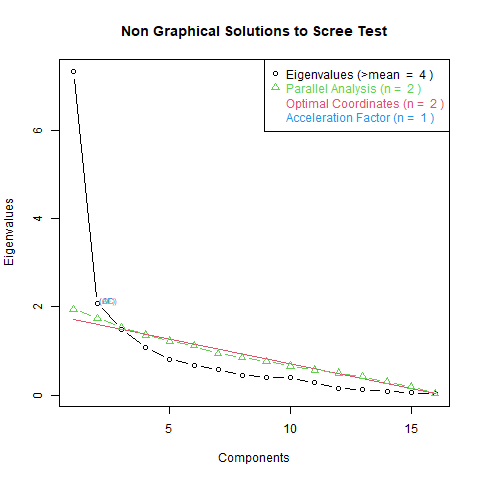 Non Graphical Solutions to Scree Test
Eigenvalues (>mean = 4 )
Parallel Analysis (n = 2 )
Optimal Coordinates (n = 2 )
Acceleration Factor (n = 1 )
Eigenvalues
6
4
2
0
5
10
15
Components